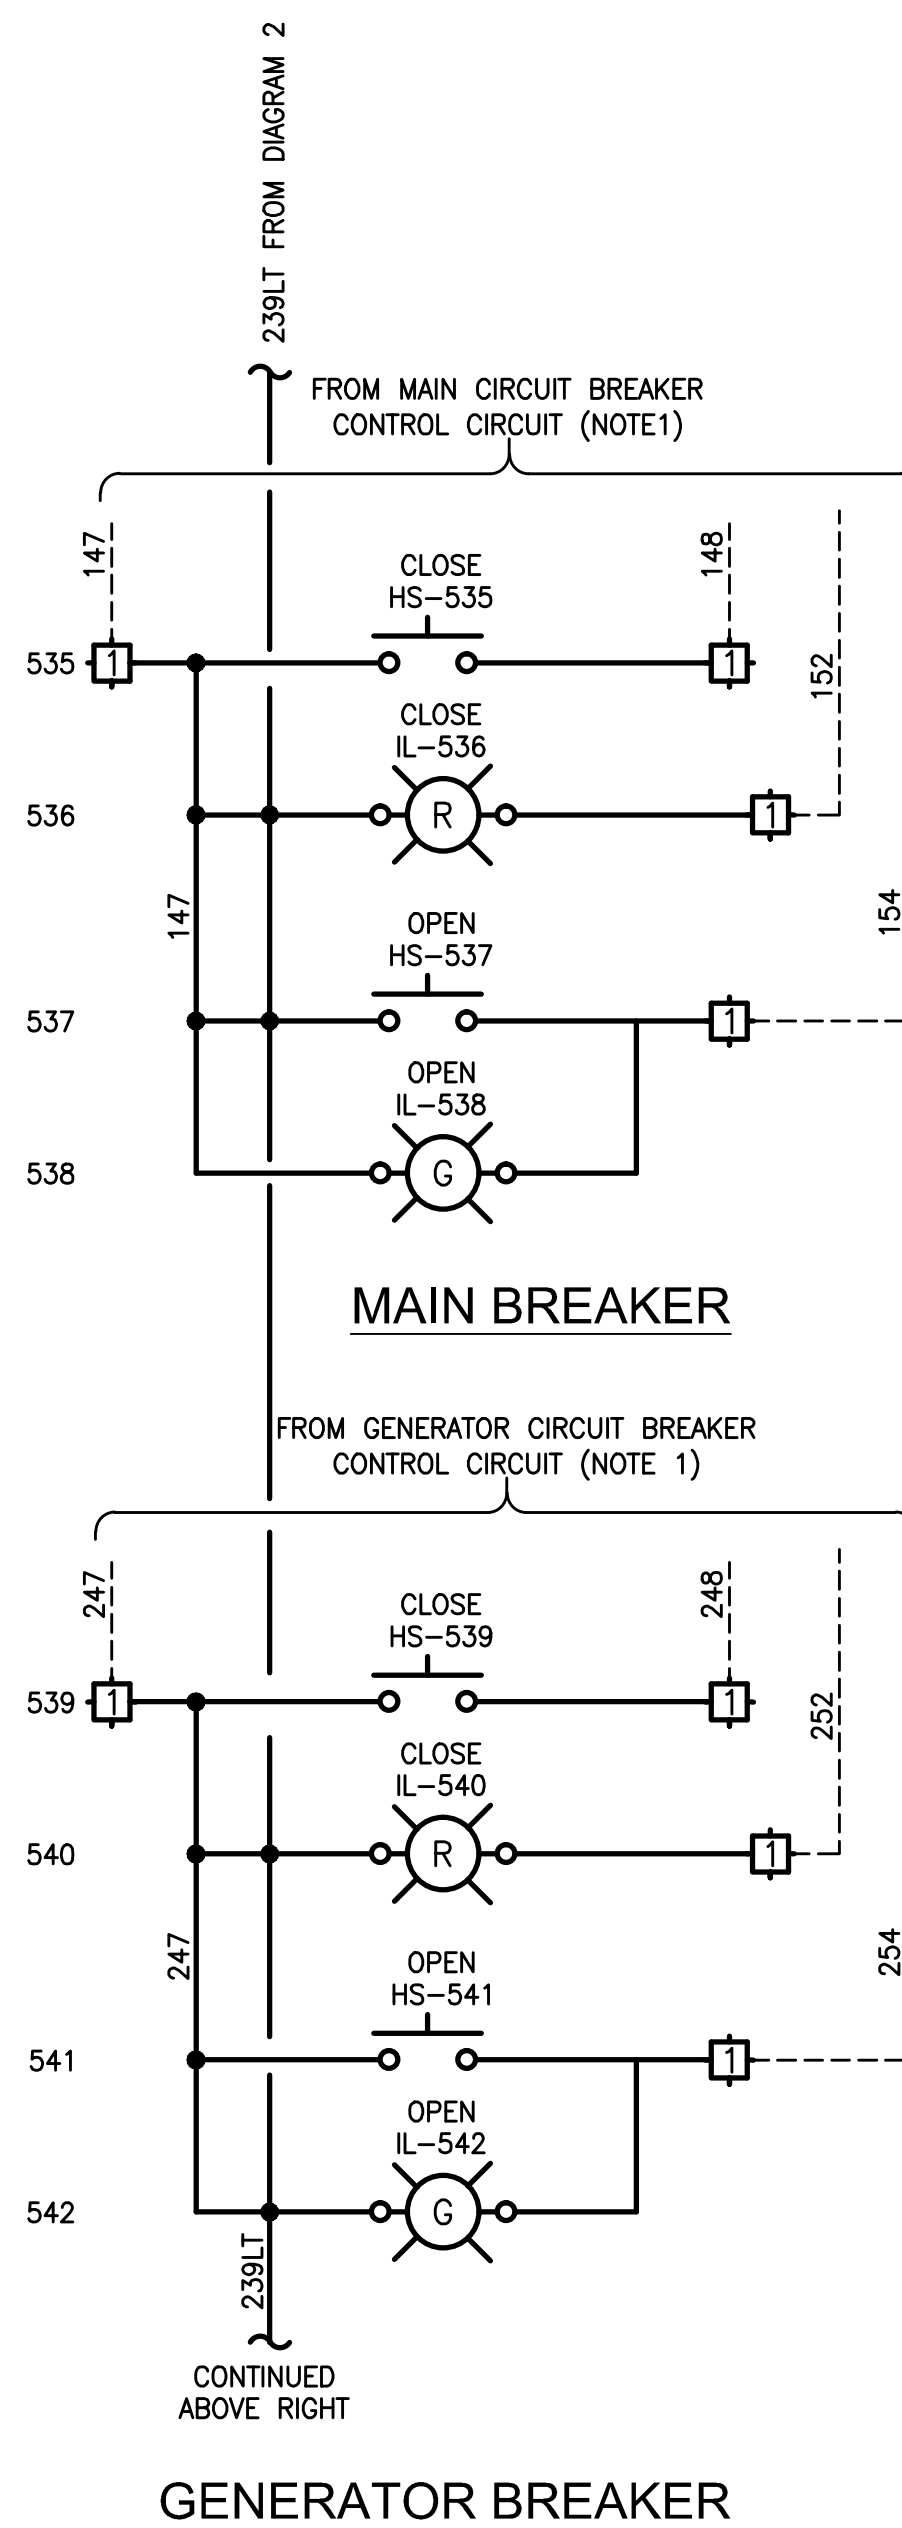 239LT FROM DIAGRAM 2
FROM MAIN CIRCUIT BREAKER
CONTROL CIRCUIT (NOTE1)
147
148
CLOSE
HS-535
535
1
1
152
CLOSE
IL-536
536
R
1
147
154
OPEN
HS-537
537
1
OPEN
IL-538
538
G
MAIN BREAKER
FROM GENERATOR CIRCUIT BREAKER
CONTROL CIRCUIT (NOTE 1)
247
248
CLOSE
HS-539
539
1
1
252
CLOSE
IL-540
540
R
1
247
254
OPEN
HS-541
541
1
OPEN
IL-542
542
G
239LT
CONTINUED
ABOVE RIGHT
GENERATOR BREAKER